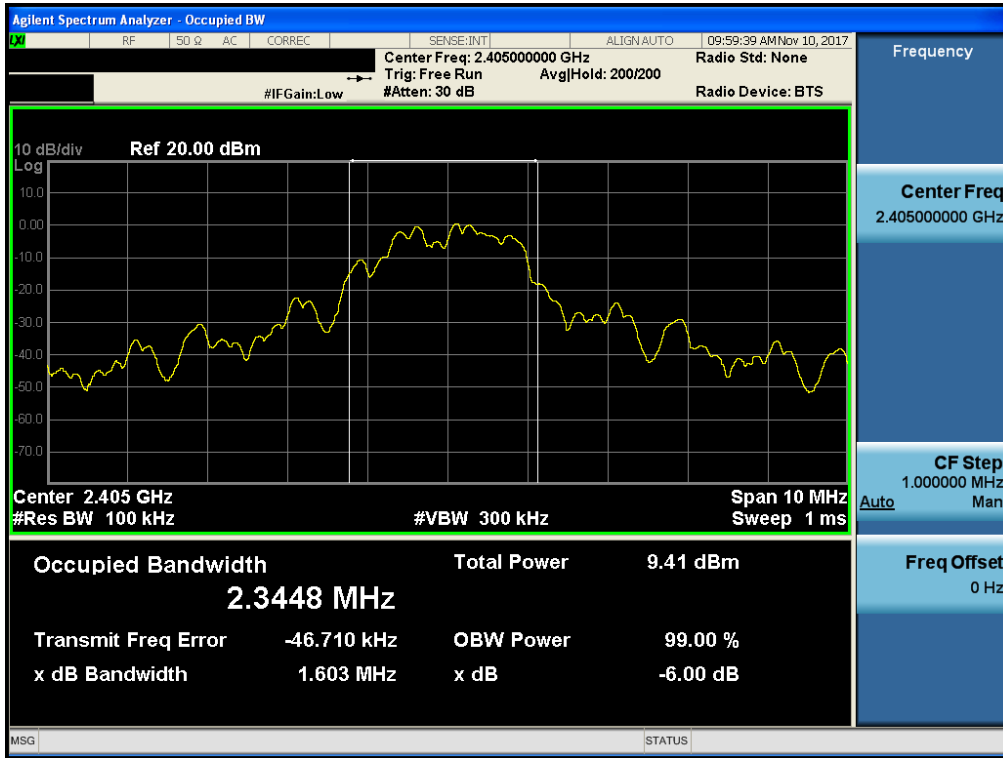 Agilent Spectrum Analyzer - Occupied BW
LXI RF 50 Ω AC CORREC SENSE:INT ALIGN AUTO 09:59:39 AM Nov 10, 2017
Center Freq: 2.405000000 GHz Radio Std: None
Trig: Free Run Avg|Hold: 200/200
#IFGain:Low #Atten: 30 dB Radio Device: BTS
10 dB/div Ref 20.00 dBm
Log
10.0
0.00
-10.0
-20.0
-30.0
-40.0
-50.0
-60.0
-70.0
Center 2.405 GHz Span 10 MHz
#Res BW 100 kHz #VBW 300 kHz Sweep 1 ms
Occupied Bandwidth Total Power 9.41 dBm
2.3448 MHz
Transmit Freq Error -46.710 kHz OBW Power 99.00 %
x dB Bandwidth 1.603 MHz x dB -6.00 dB
MSG STATUS
Frequency
Center Freq
2.405000000 GHz
CF Step
1.000000 MHz
Auto Man
Freq Offset
0 Hz